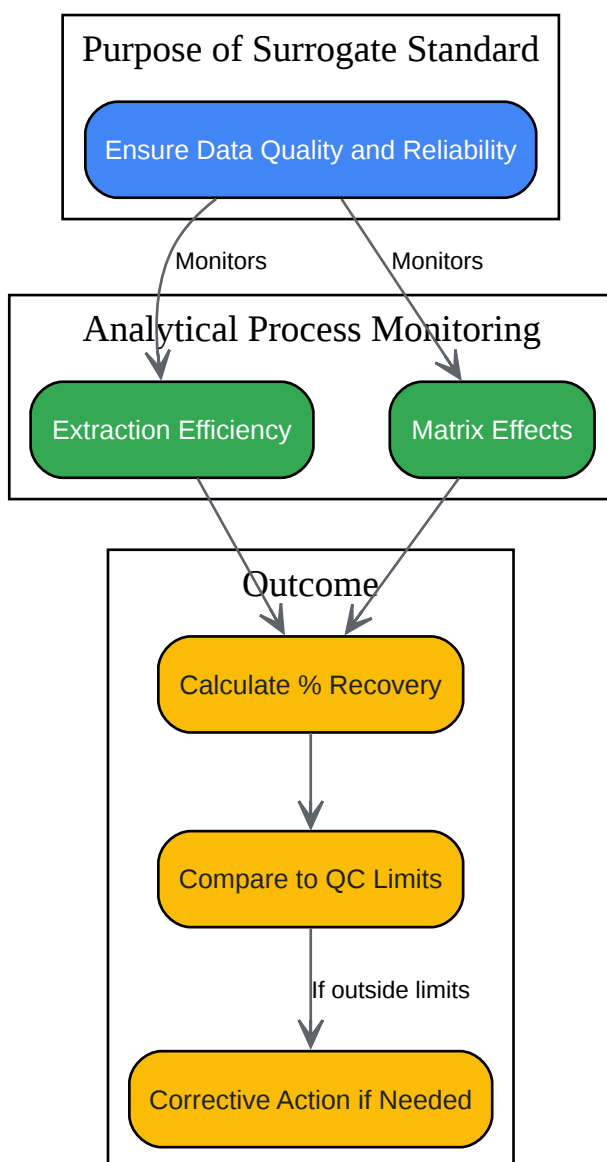 Purpose of Surrogate Standard
Ensure Data Quality and Reliability
Monitors
Monitors
Analytical Process Monitoring
Extraction Efficiency
Matrix Effects
Outcome
Calculate % Recovery
Compare to QC Limits
If outside limits
Corrective Action if Needed